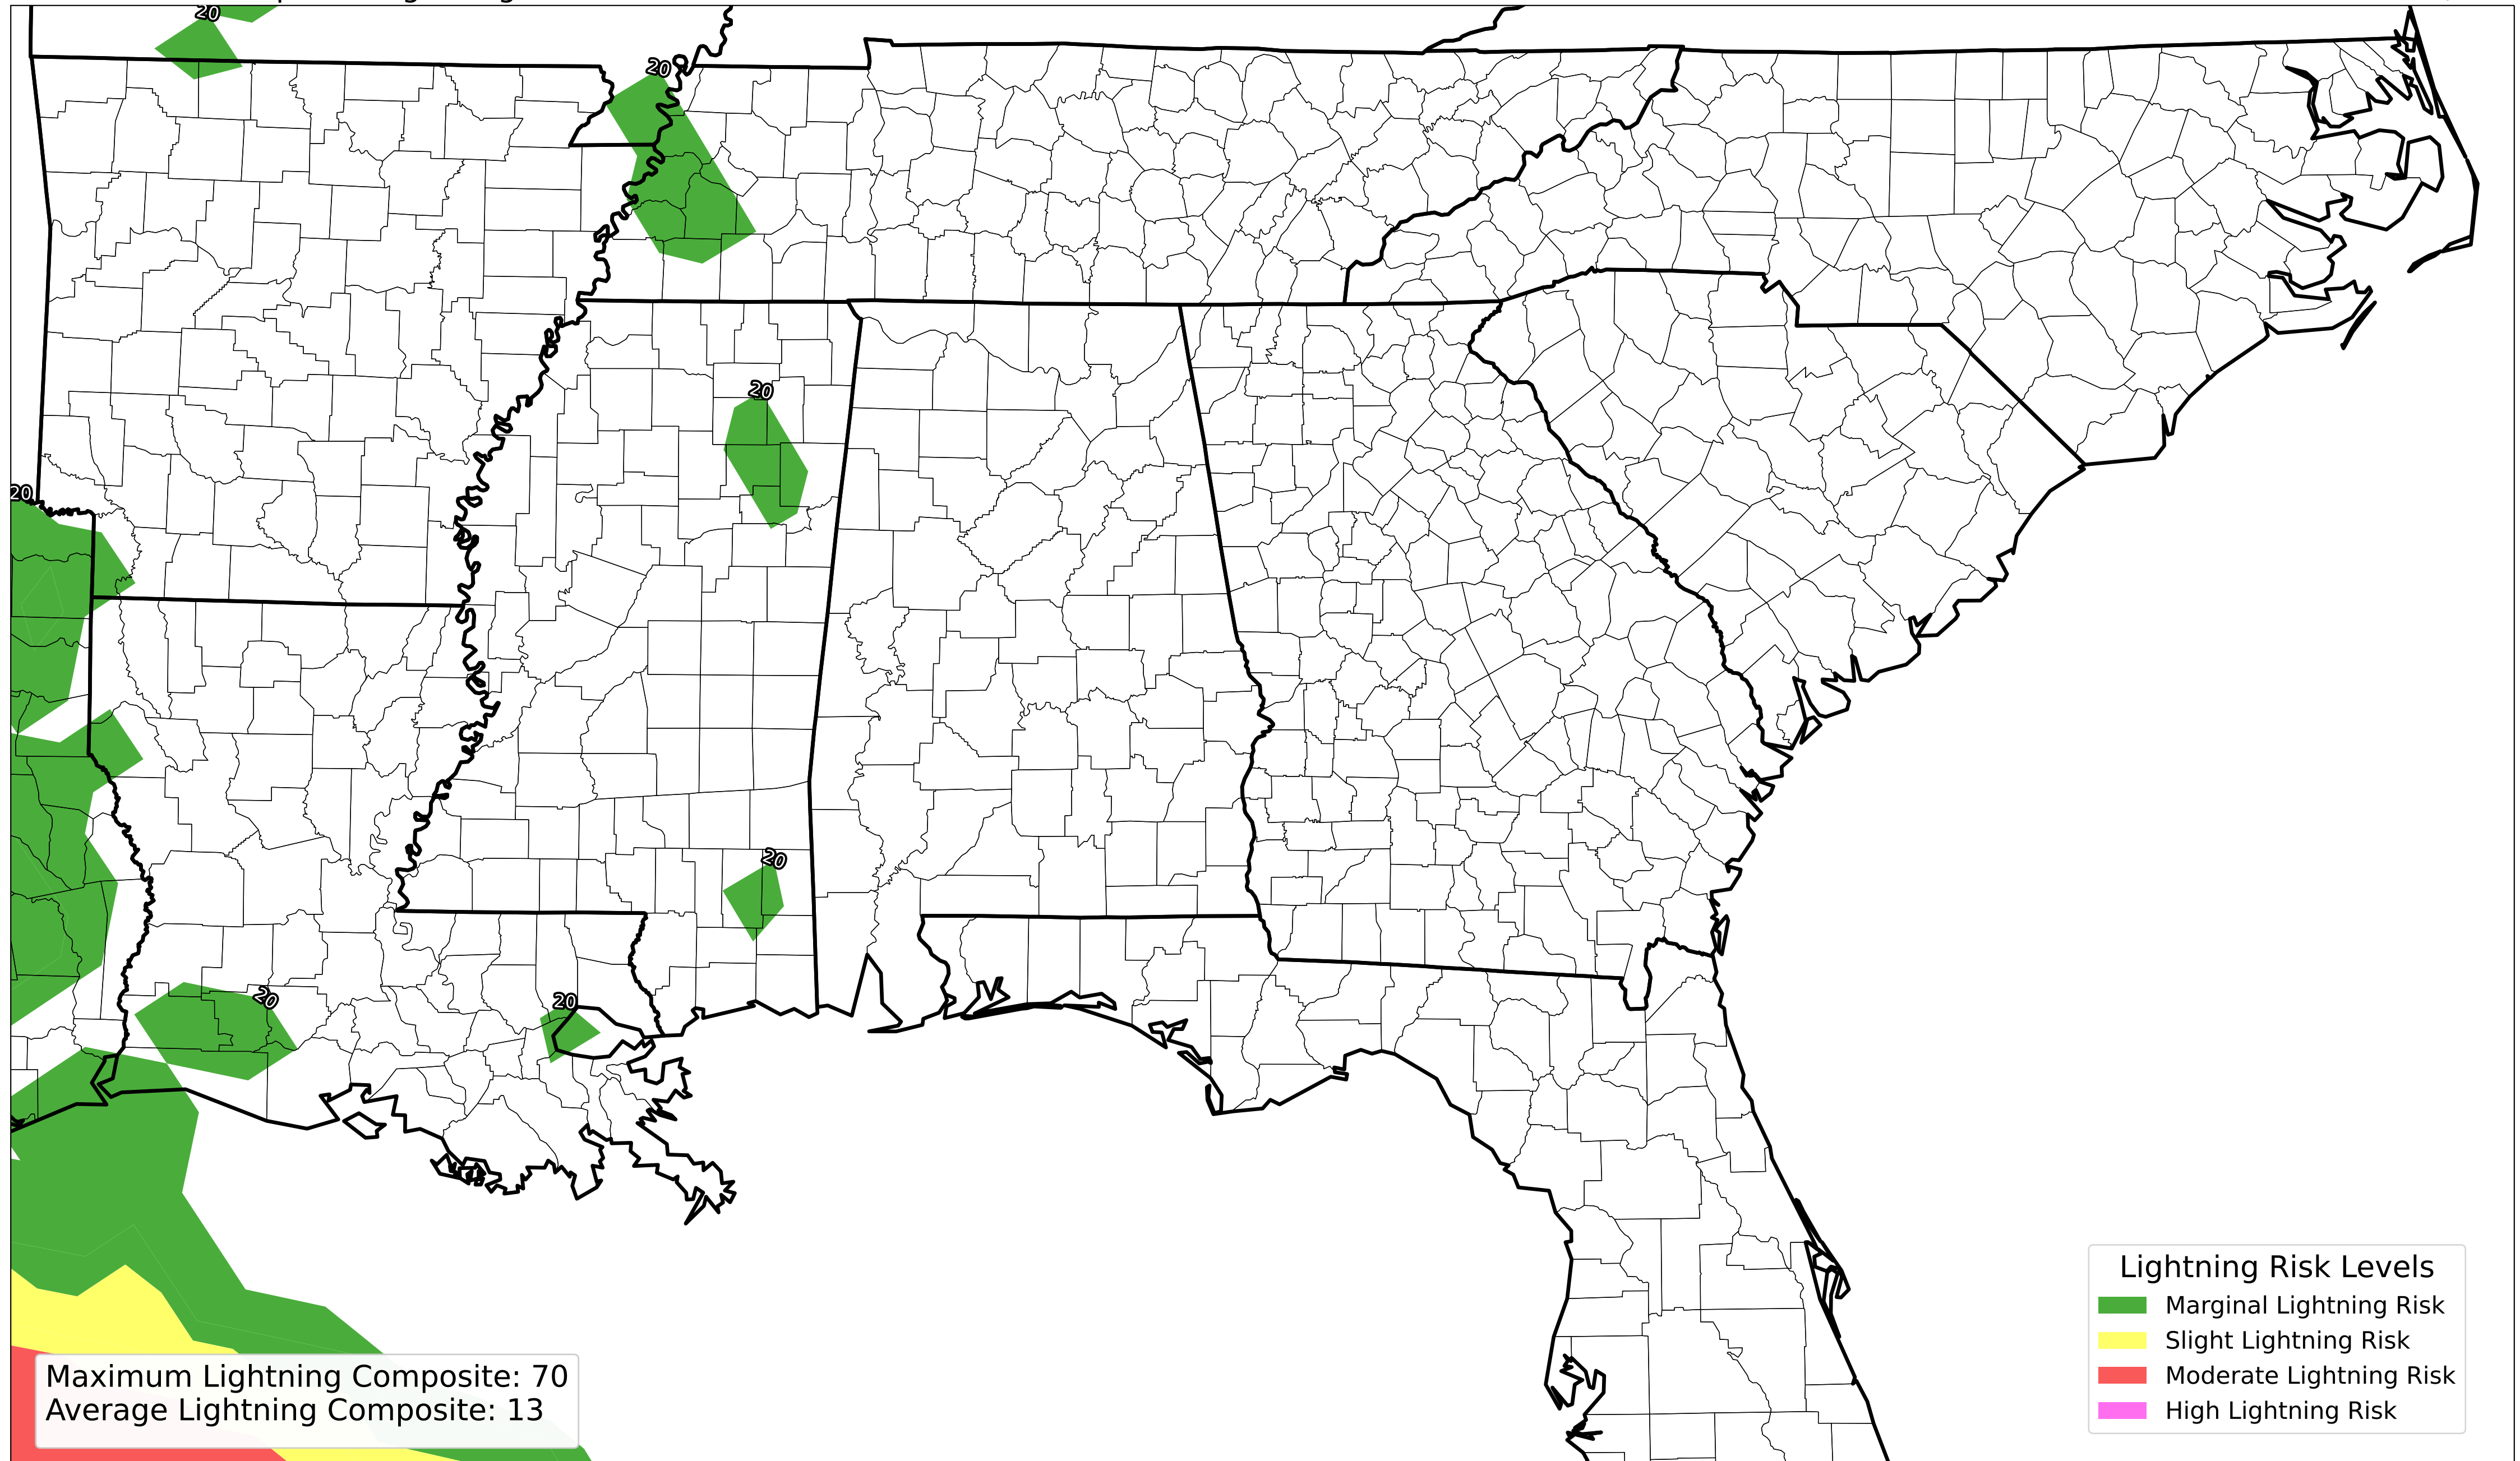 20
20
20
20
20
20
20
Maximum Lightning Composite: 70
Average Lightning Composite: 13
Lightning Risk Levels
Marginal Lightning Risk
Slight Lightning Risk
Moderate Lightning Risk
High Lightning Risk